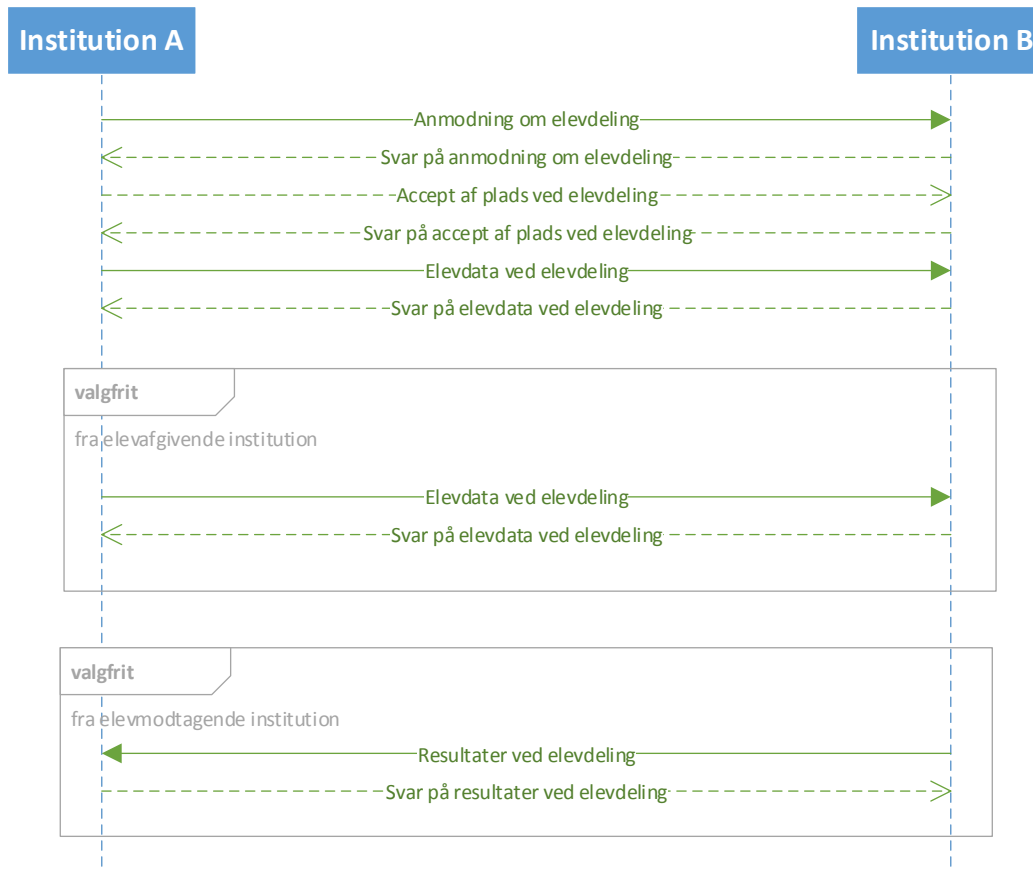 Institution A
Institution B
Anmodning om elevdeling
Svar på anmodning om elevdeling
Accept af plads ved elevdeling
Svar på accept af plads ved elevdeling
Elevdata ved elevdeling
Svar på elevdata ved elevdeling
valgfrit
fra elevafgivende institution
Elevdata ved elevdeling
Svar på elevdata ved elevdeling
valgfrit
fra elevmodtagende institution
Resultater ved elevdeling
Svar på resultater ved elevdeling